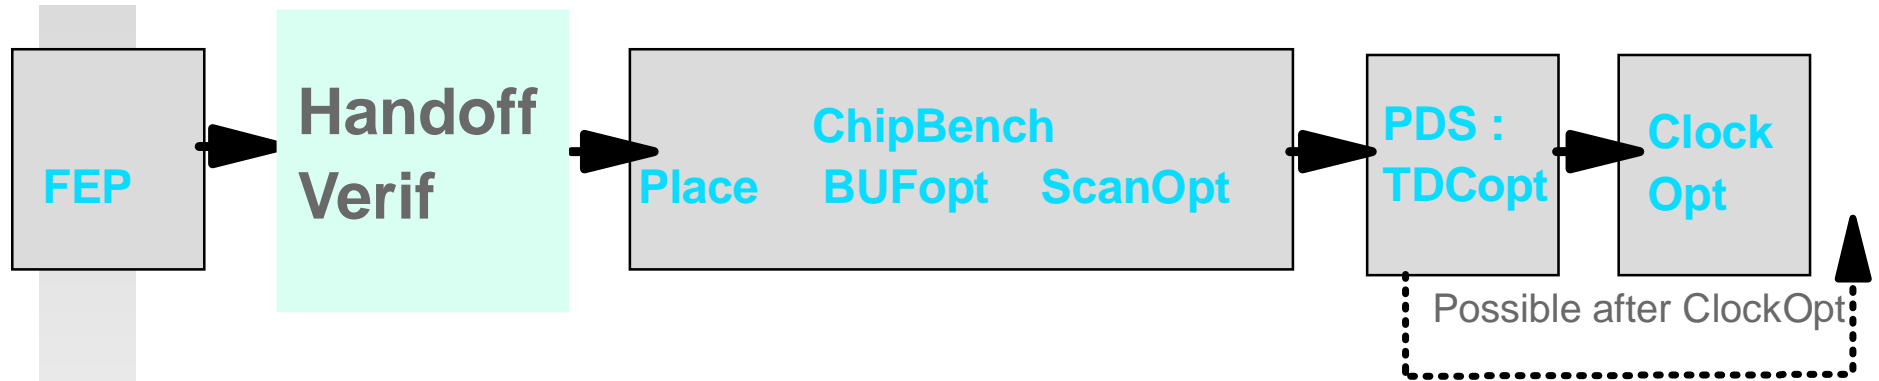 FEP
Handoff
Verif
ChipBench
Place BUFopt ScanOpt
PDS :
TDCopt
Clock
Opt
Possible after ClockOpt